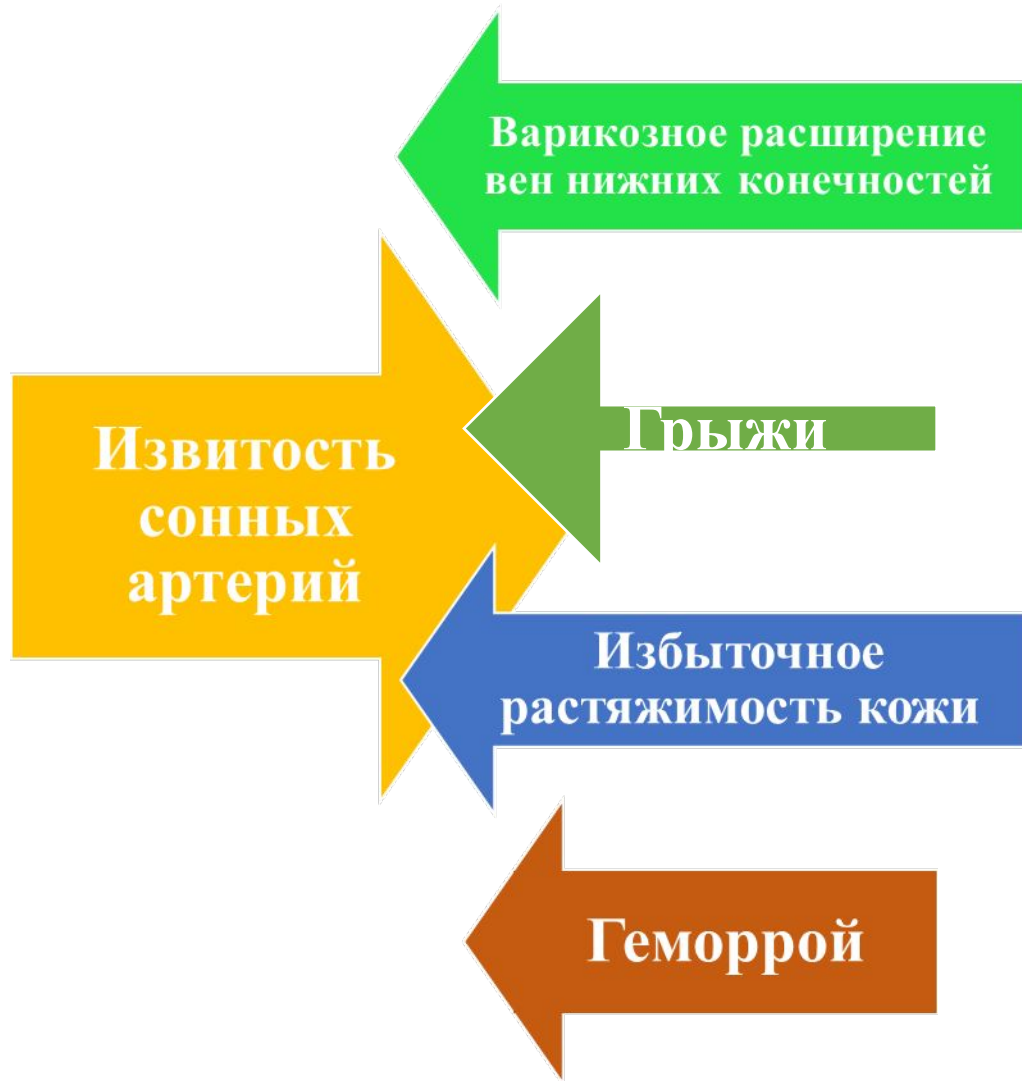 Варикозное расширение
вен нижних конечностей
Грыжи
Извитость
сонных
артерий
Избыточное
растяжимость кожи
Геморрой